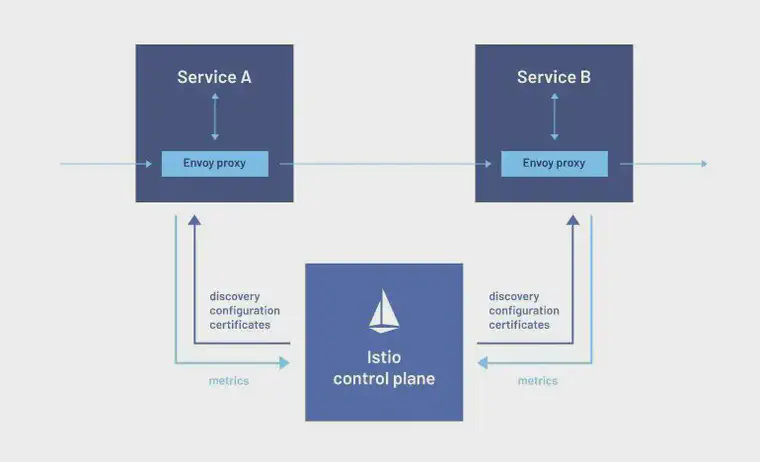 Service A
Service B
Envoy proxy
Envoy proxy
discovery
configuration
certificates
discovery
configuration
certificates
Istio
control plane
metrics
metrics